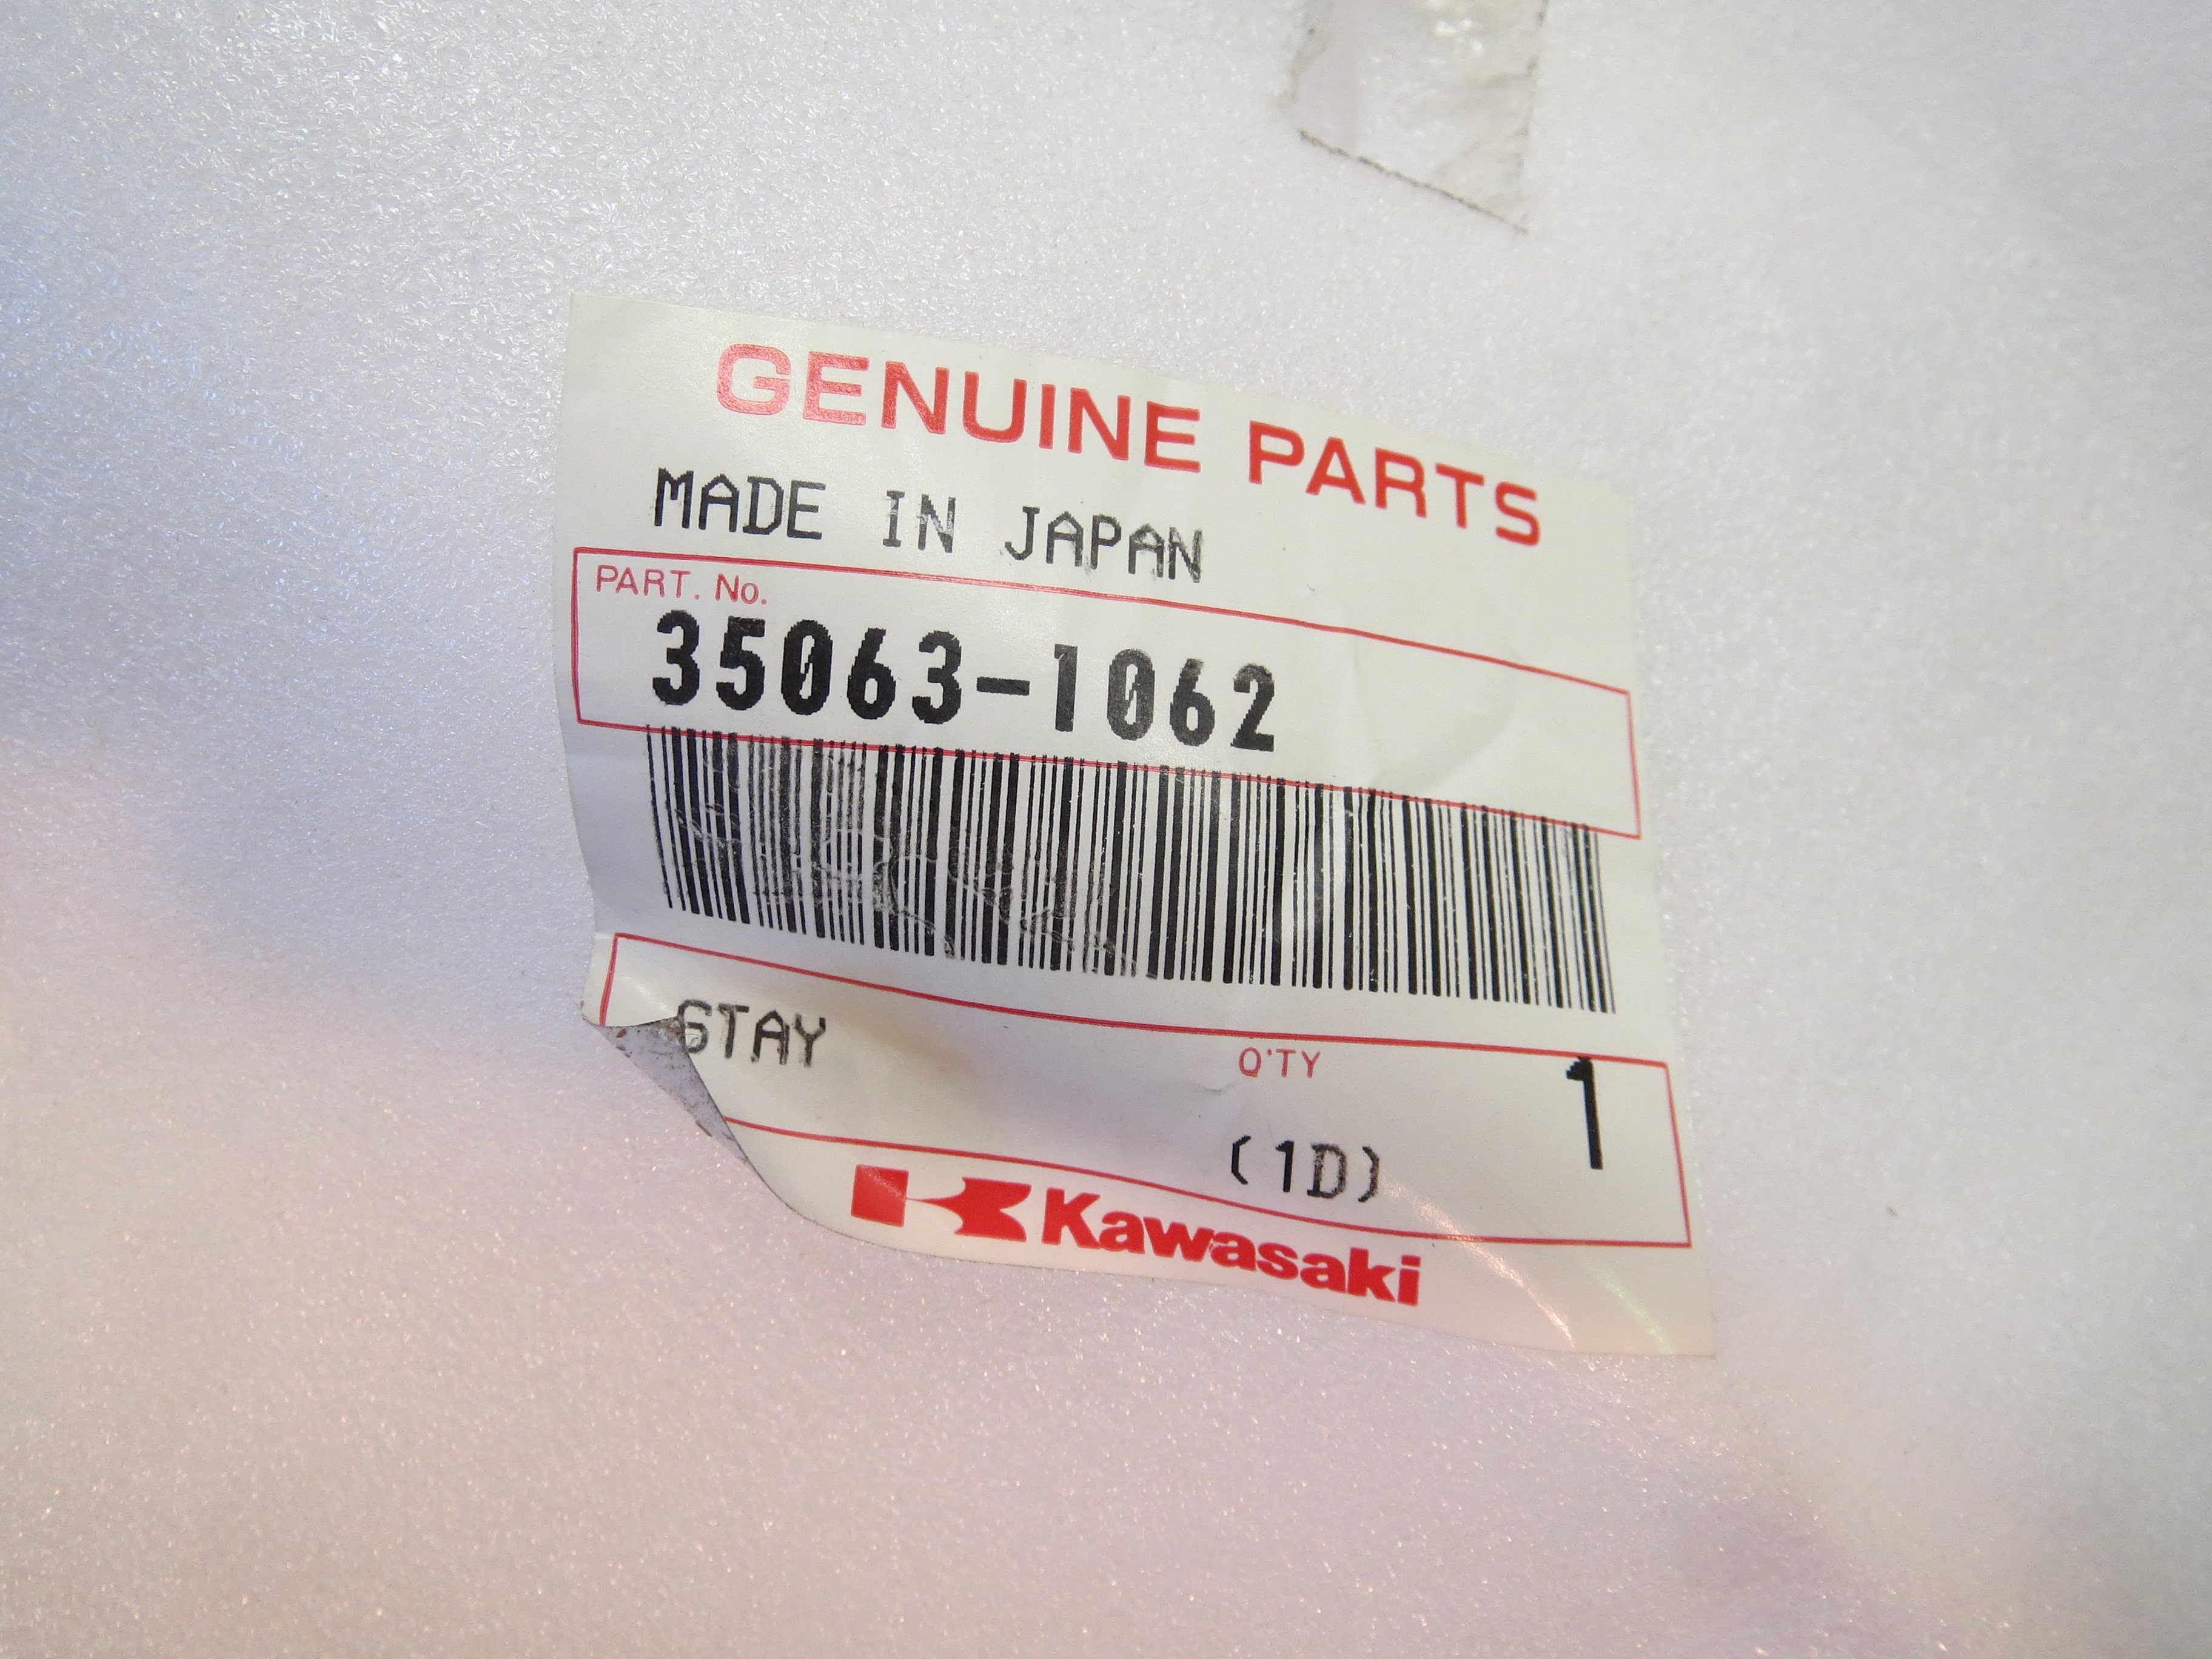 GENUINE PARTS
MADE IN JAPAN
PART. No.
35063-1062
STAY
Q'TY
1
(1D)
Kawasaki